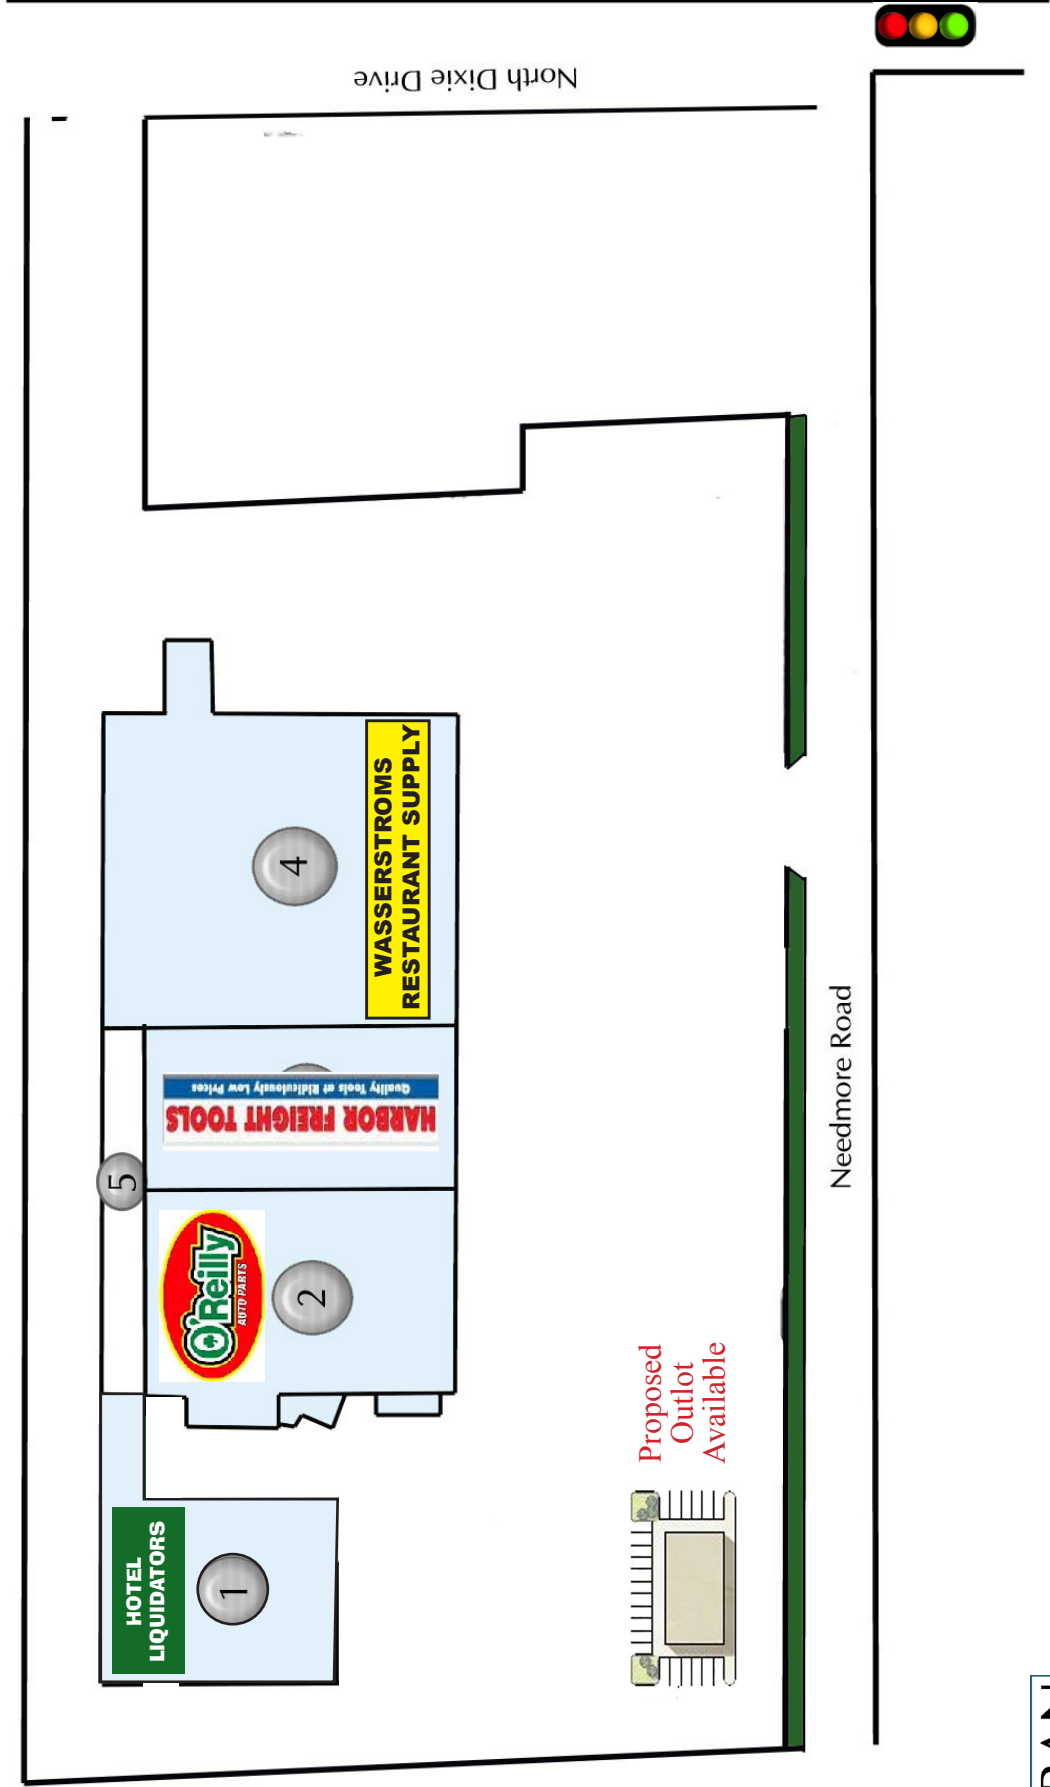 North Dixie Drive
4
WASSERSTROMS
RESTAURANT SUPPLY
HARBOR FREIGHT TOOLS
Quality Tools at Ridiculously Low Prices
5
O'Reilly
AUTO PARTS
2
HOTEL
LIQUIDATORS
1
Proposed
Outlot
Available
Needmore Road